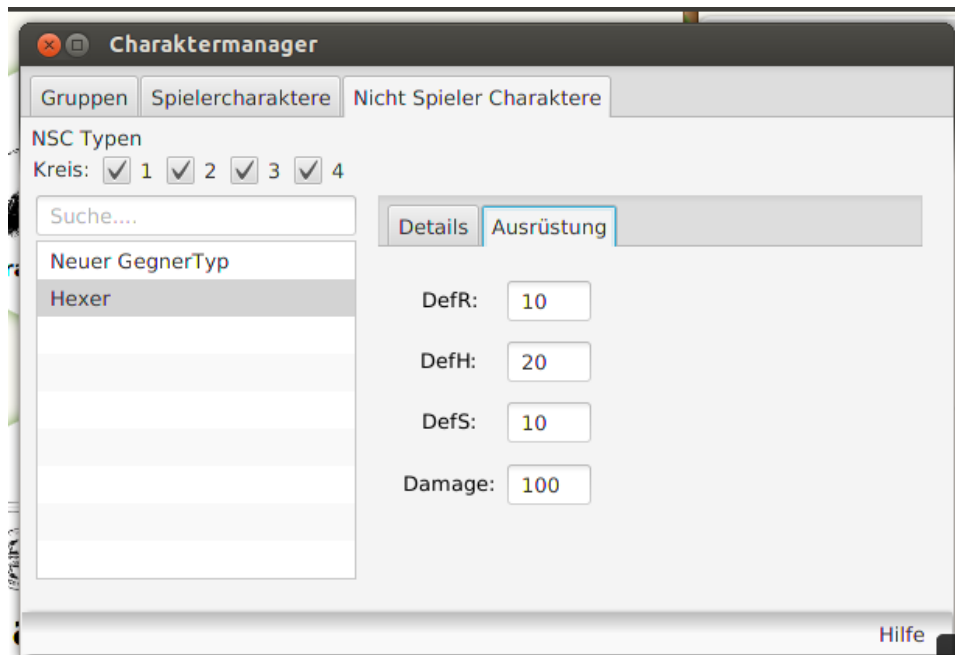 Charaktermanager
Gruppen Spielercharaktere Nicht Spieler Charaktere
NSC Typen
Kreis: 1 2 3 4
Suche....
Neuer GegnerTyp
Hexer
Details Ausrüstung
DefR: 10
DefH: 20
DefS: 10
Damage: 100
Hilfe